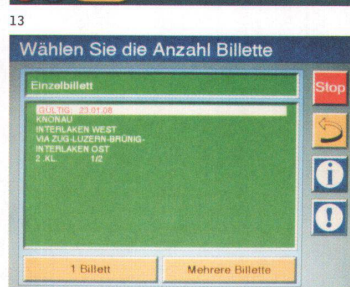 13
Wählen Sie die Anzahl Billette
Einzelbillett
Stop
GÜLTIG: 23.01.08
KNONAU
INTERLAKEN WEST
VIA ZUG-LUZERN-BRÜNIG-
INTERLAKEN OST
2 .KL 1/2
1 Billett
Mehrere Billette